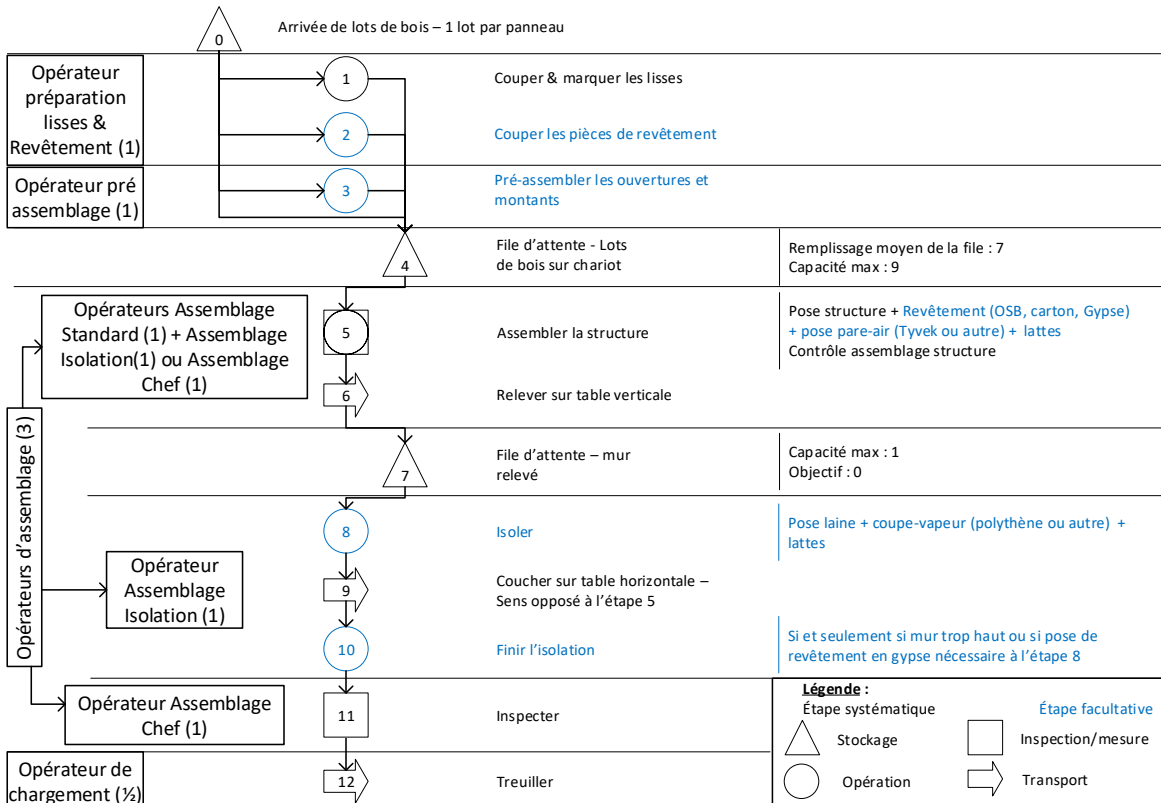 0
Arrivée de lots de bois – 1 lot par panneau
Opérateur
préparation
lisses &
Revêtement (1)
1
Couper & marquer les lisses
2
Couper les pièces de revêtement
Opérateur pré
assemblage (1)
3
Pré-assembler les ouvertures et
montants
4
File d'attente - Lots
de bois sur chariot
Remplissage moyen de la file : 7
Capacité max : 9
Opérateurs d'assemblage (3)
Opérateurs Assemblage
Standard (1) + Assemblage
Isolation(1) ou Assemblage
Chef (1)
5
Assembler la structure
Pose structure + Revêtement (OSB, carton, Gypse)
+ pose pare-air (Tyvek ou autre) + lattes
Contrôle assemblage structure
6
Relever sur table verticale
7
File d'attente – mur
relevé
Capacité max : 1
Objectif : 0
Opérateur
Assemblage
Isolation (1)
8
Isoler
Pose laine + coupe-vapeur (polythène ou autre) +
lattes
9
Coucher sur table horizontale –
Sens opposé à l'étape 5
10
Finir l'isolation
Si et seulement si mur trop haut ou si pose de
revêtement en gypse nécessaire à l'étape 8
Opérateur Assemblage
Chef (1)
11
Inspecter
Opérateur de
chargement (½)
12
Treuiller
Légende :
Étape systématique
Étape facultative
Stockage
Inspection/mesure
Opération
Transport